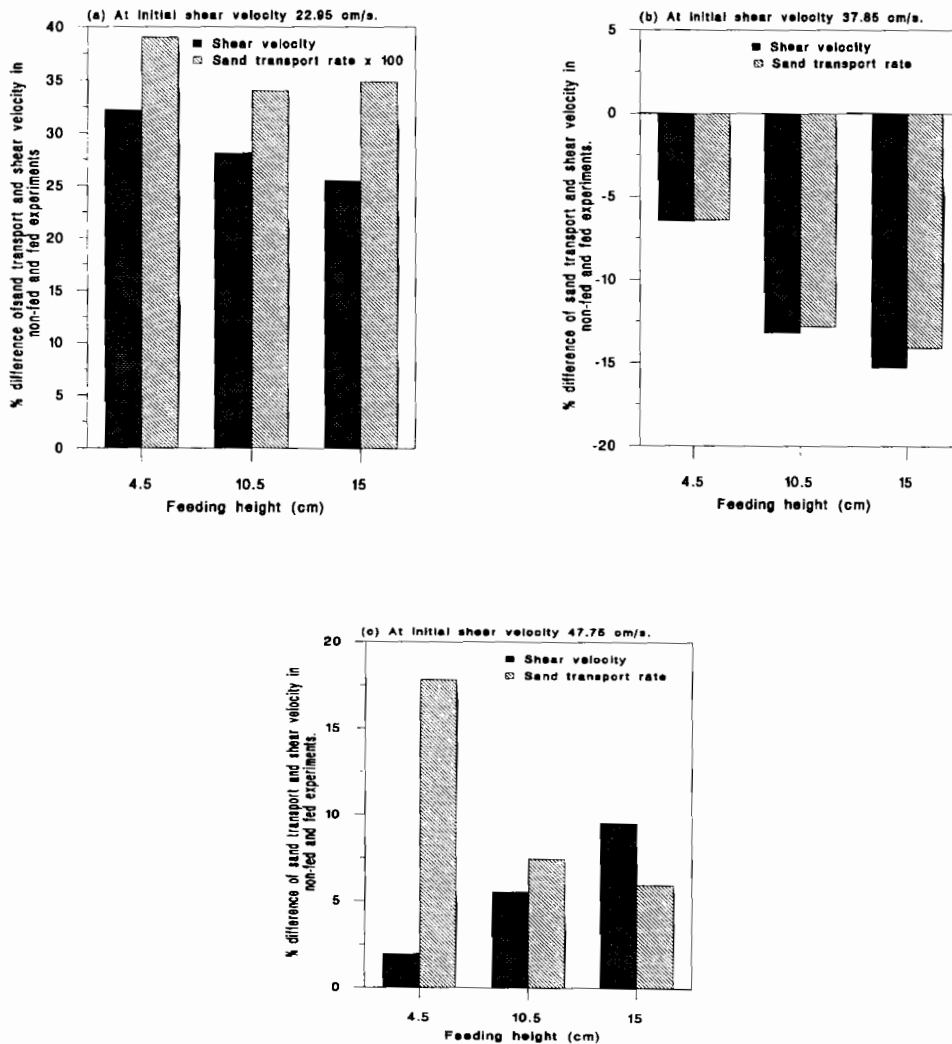 (a) At initial shear velocity 22.95 cm/s.
Shear velocity
Sand transport rate x 100
% difference ofsand transport and shear velocity in
non-fed and fed experiments
40
35
30
25
20
15
10
5
0
4.5 10.5 15
Feeding height (cm)
(b) At initial shear velocity 37.85 cm/s.
Shear velocity
Sand transport rate
% difference of sand transport and shear velocity in
non-fed and fed experiments.
5
0
-5
-10
-15
-20
4.5 10.5 15
Feeding height (cm)
(c) At initial shear velocity 47.75 cm/s.
Shear velocity
Sand transport rate
% difference of sand transport and shear velocity in
non-fed and fed experiments.
20
15
10
5
0
4.5 10.5 15
Feeding height (cm)